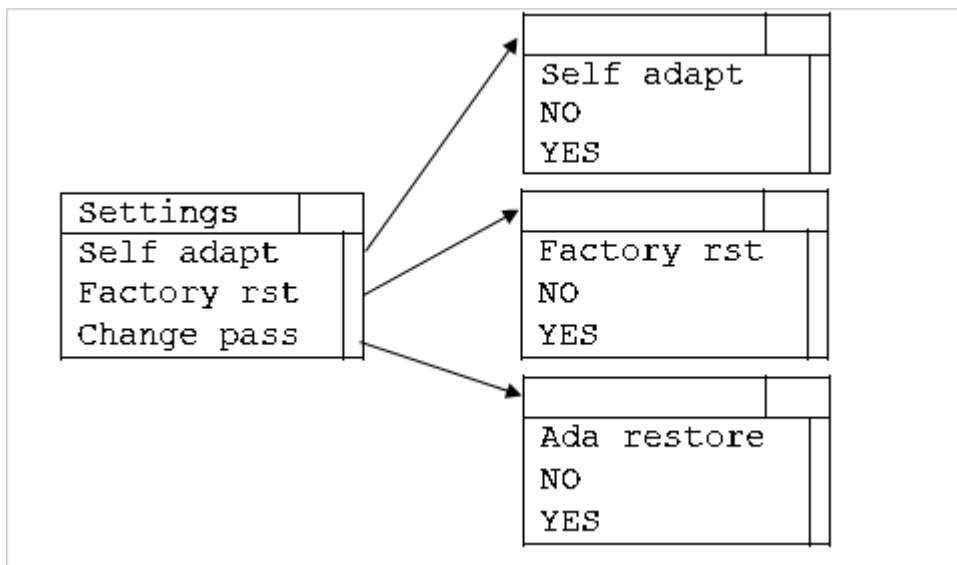 Settings
Self adapt
Factory rst
Change pass
Self adapt
NO
YES
Factory rst
NO
YES
Ada restore
NO
YES